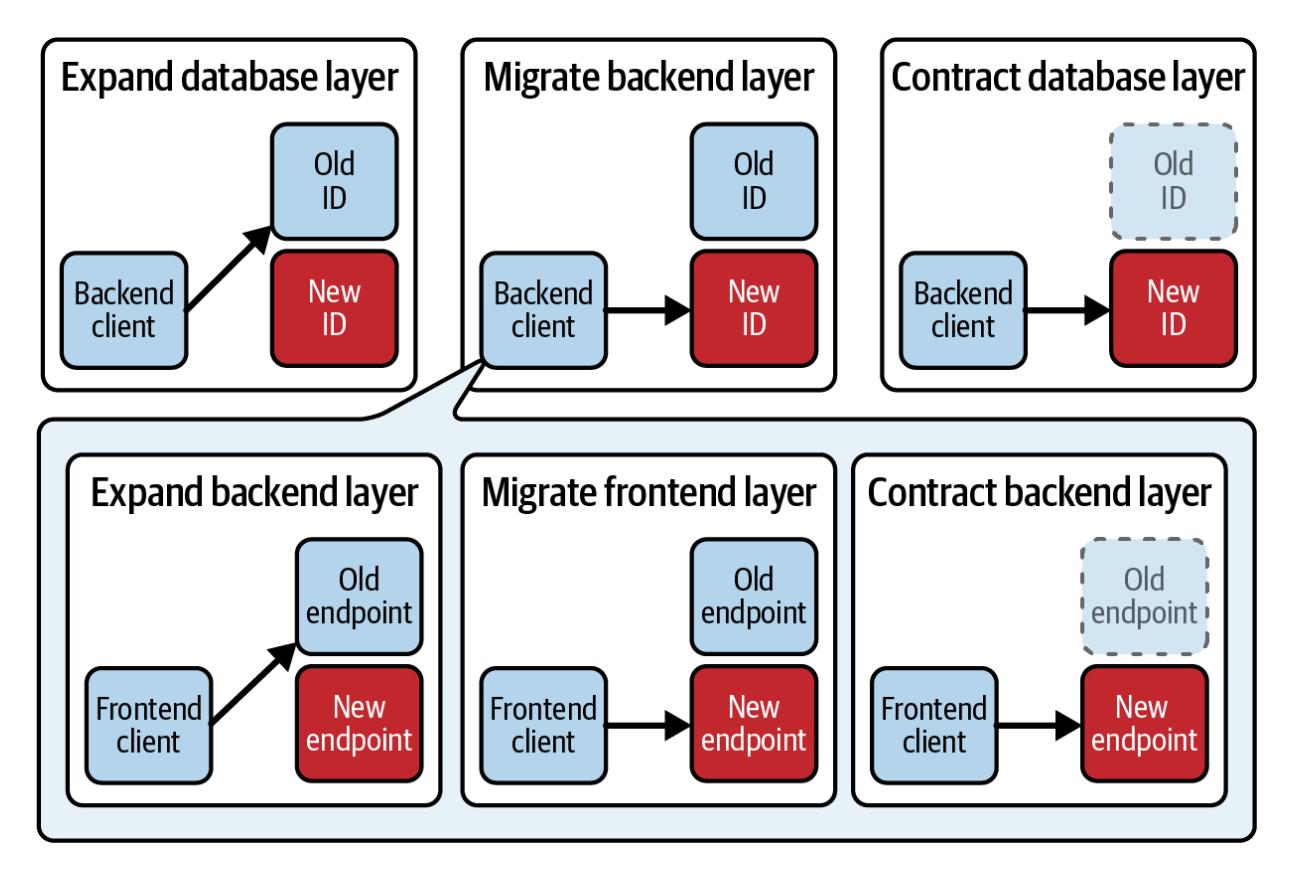 Expand database layer
Old
ID
Backend
client
New
ID
Migrate backend layer
Old
ID
Backend
client
New
ID
Contract database layer
Old
ID
Backend
client
New
ID
Expand backend layer
Old
endpoint
Frontend
client
New
endpoint
Migrate frontend layer
Old
endpoint
Frontend
client
New
endpoint
Contract backend layer
Old
endpoint
Frontend
client
New
endpoint